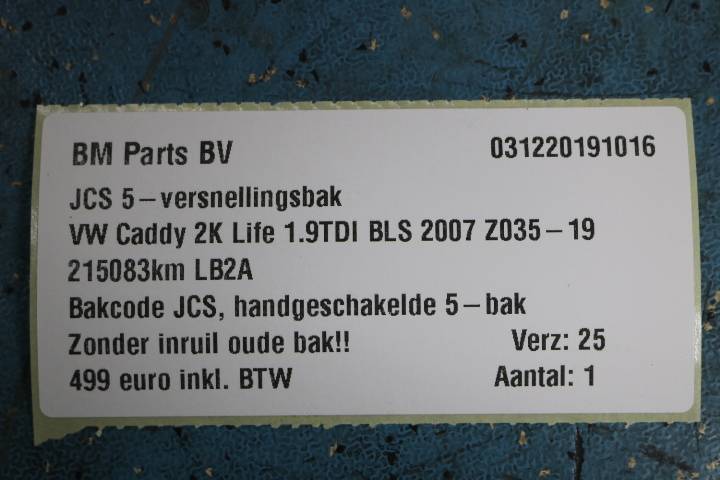 BM Parts BV 031220191016
JCS 5-versnellingsbak
VW Caddy 2K Life 1.9TDI BLS 2007 Z035-19
215083km LB2A
Bakcode JCS, handgeschakelde 5-bak
Zonder inruil oude bak!! Verz: 25
499 euro inkl. BTW Aantal: 1